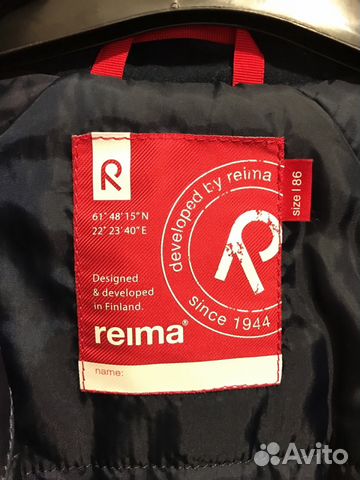 R
61° 48' 15" N
22° 23' 40" E
Designed
& developed
in Finland.
reima®
name:
developed by reima
R
since 1944
size | 86
Avito